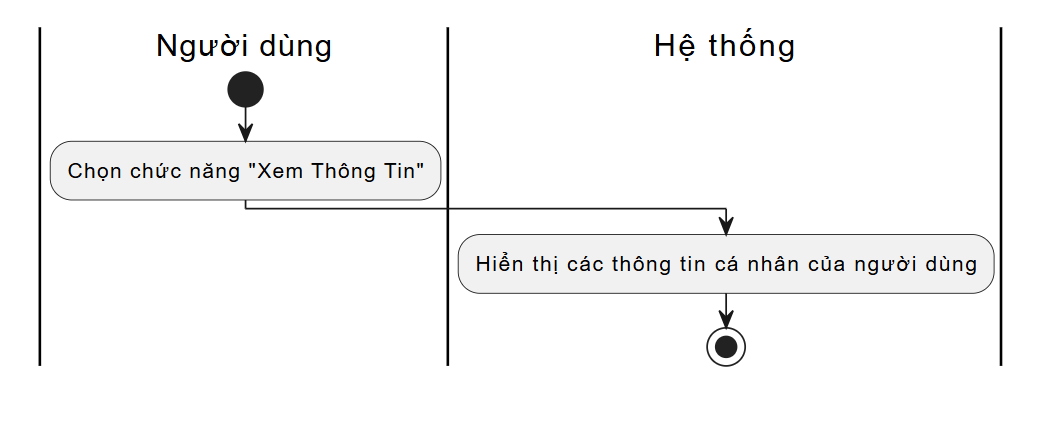 Người dùng
Hệ thống
Chọn chức năng "Xem Thông Tin"
Hiển thị các thông tin cá nhân của người dùng